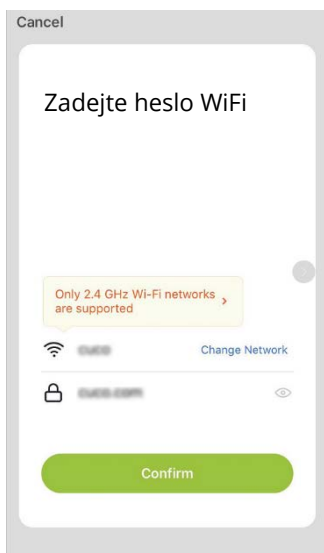 Cancel
Zadejte heslo WiFi
Only 2.4 GHz Wi-Fi networks
are supported
Change Network
Confirm